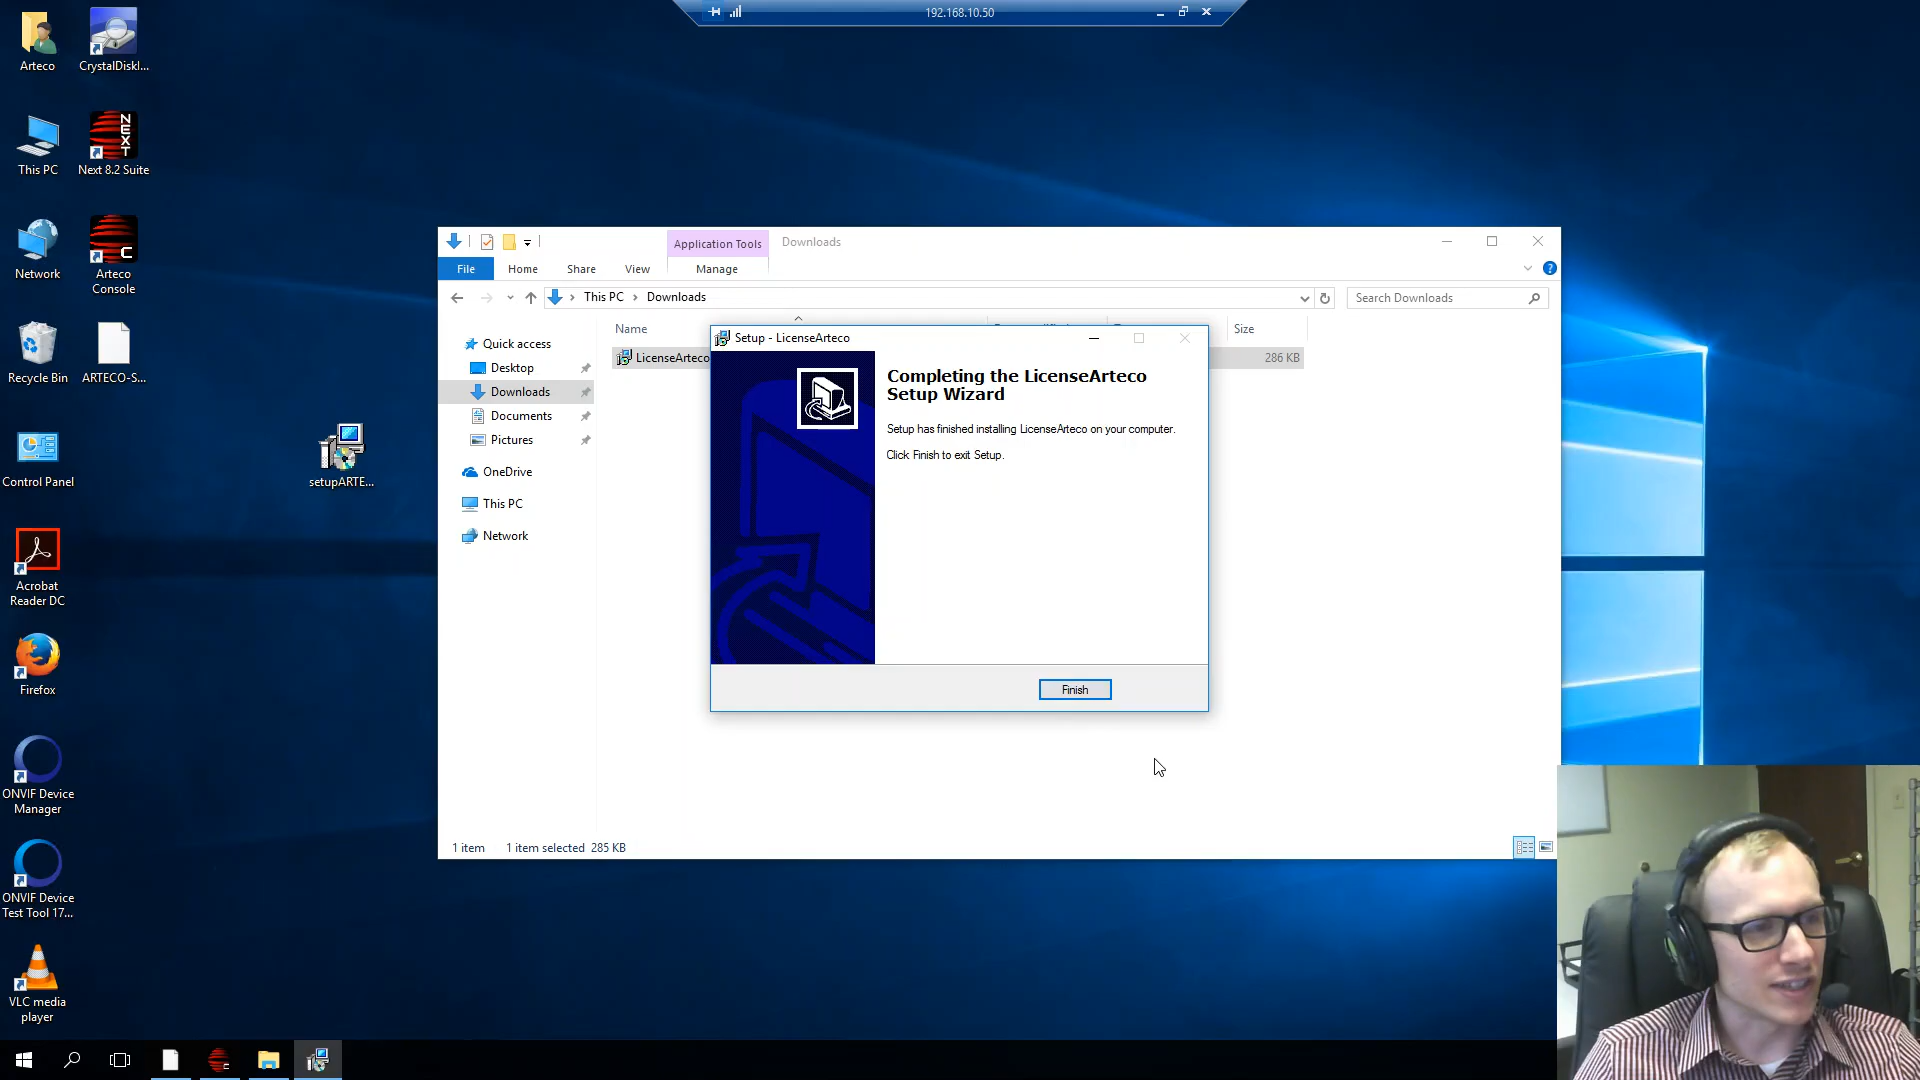 192.168.10.50
Arteco
CrystalDiskI...
This PC
Next 8.2 Suite
NEXT
Network
Arteco
Console
C
Recycle Bin
ARTECO-S...
Control Panel
setupARTE...
Acrobat
Reader DC
Firefox
ONVIF Device
Manager
ONVIF Device
Test Tool 17...
VLC media
player
Application Tools
Downloads
File
Home
Share
View
Manage
This PC
Downloads
Search Downloads
Name
Size
Quick access
Desktop
Downloads
Documents
Pictures
OneDrive
This PC
Network
LicenseArteco
286 KB
Setup - LicenseArteco
Completing the LicenseArteco
Setup Wizard
Setup has finished installing LicenseArteco on your computer.
Click Finish to exit Setup.
Finish
1 item
1 item selected 285 KB